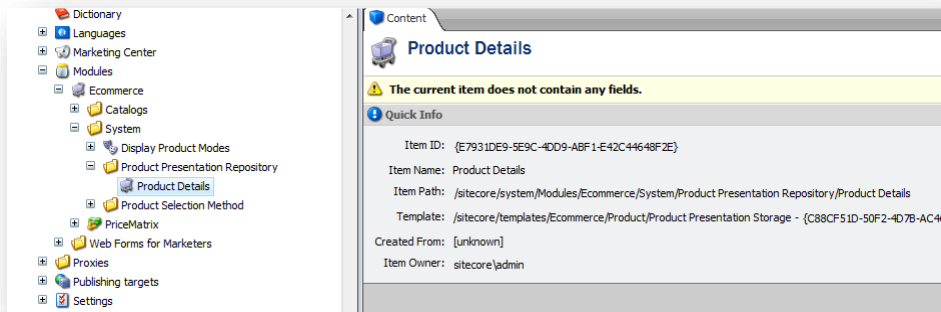 Dictionary
Languages
Marketing Center
Modules
Ecommerce
Catalogs
System
Display Product Modes
Product Presentation Repository
Product Details
Product Selection Method
PriceMatrix
Web Forms for Marketers
Proxies
Publishing targets
Settings
Content
Product Details
The current item does not contain any fields.
Quick Info
Item ID: {E7931DE9-5E9C-4DD9-ABF1-E42C44648F2E}
Item Name: Product Details
Item Path: /sitecore/system/Modules/Ecommerce/System/Product Presentation Repository/Product Details
Template: /sitecore/templates/Ecommerce/Product/Product Presentation Storage - {C88CF51D-50F2-4D7B-AC4
Created From: [unknown]
Item Owner: sitecore\admin